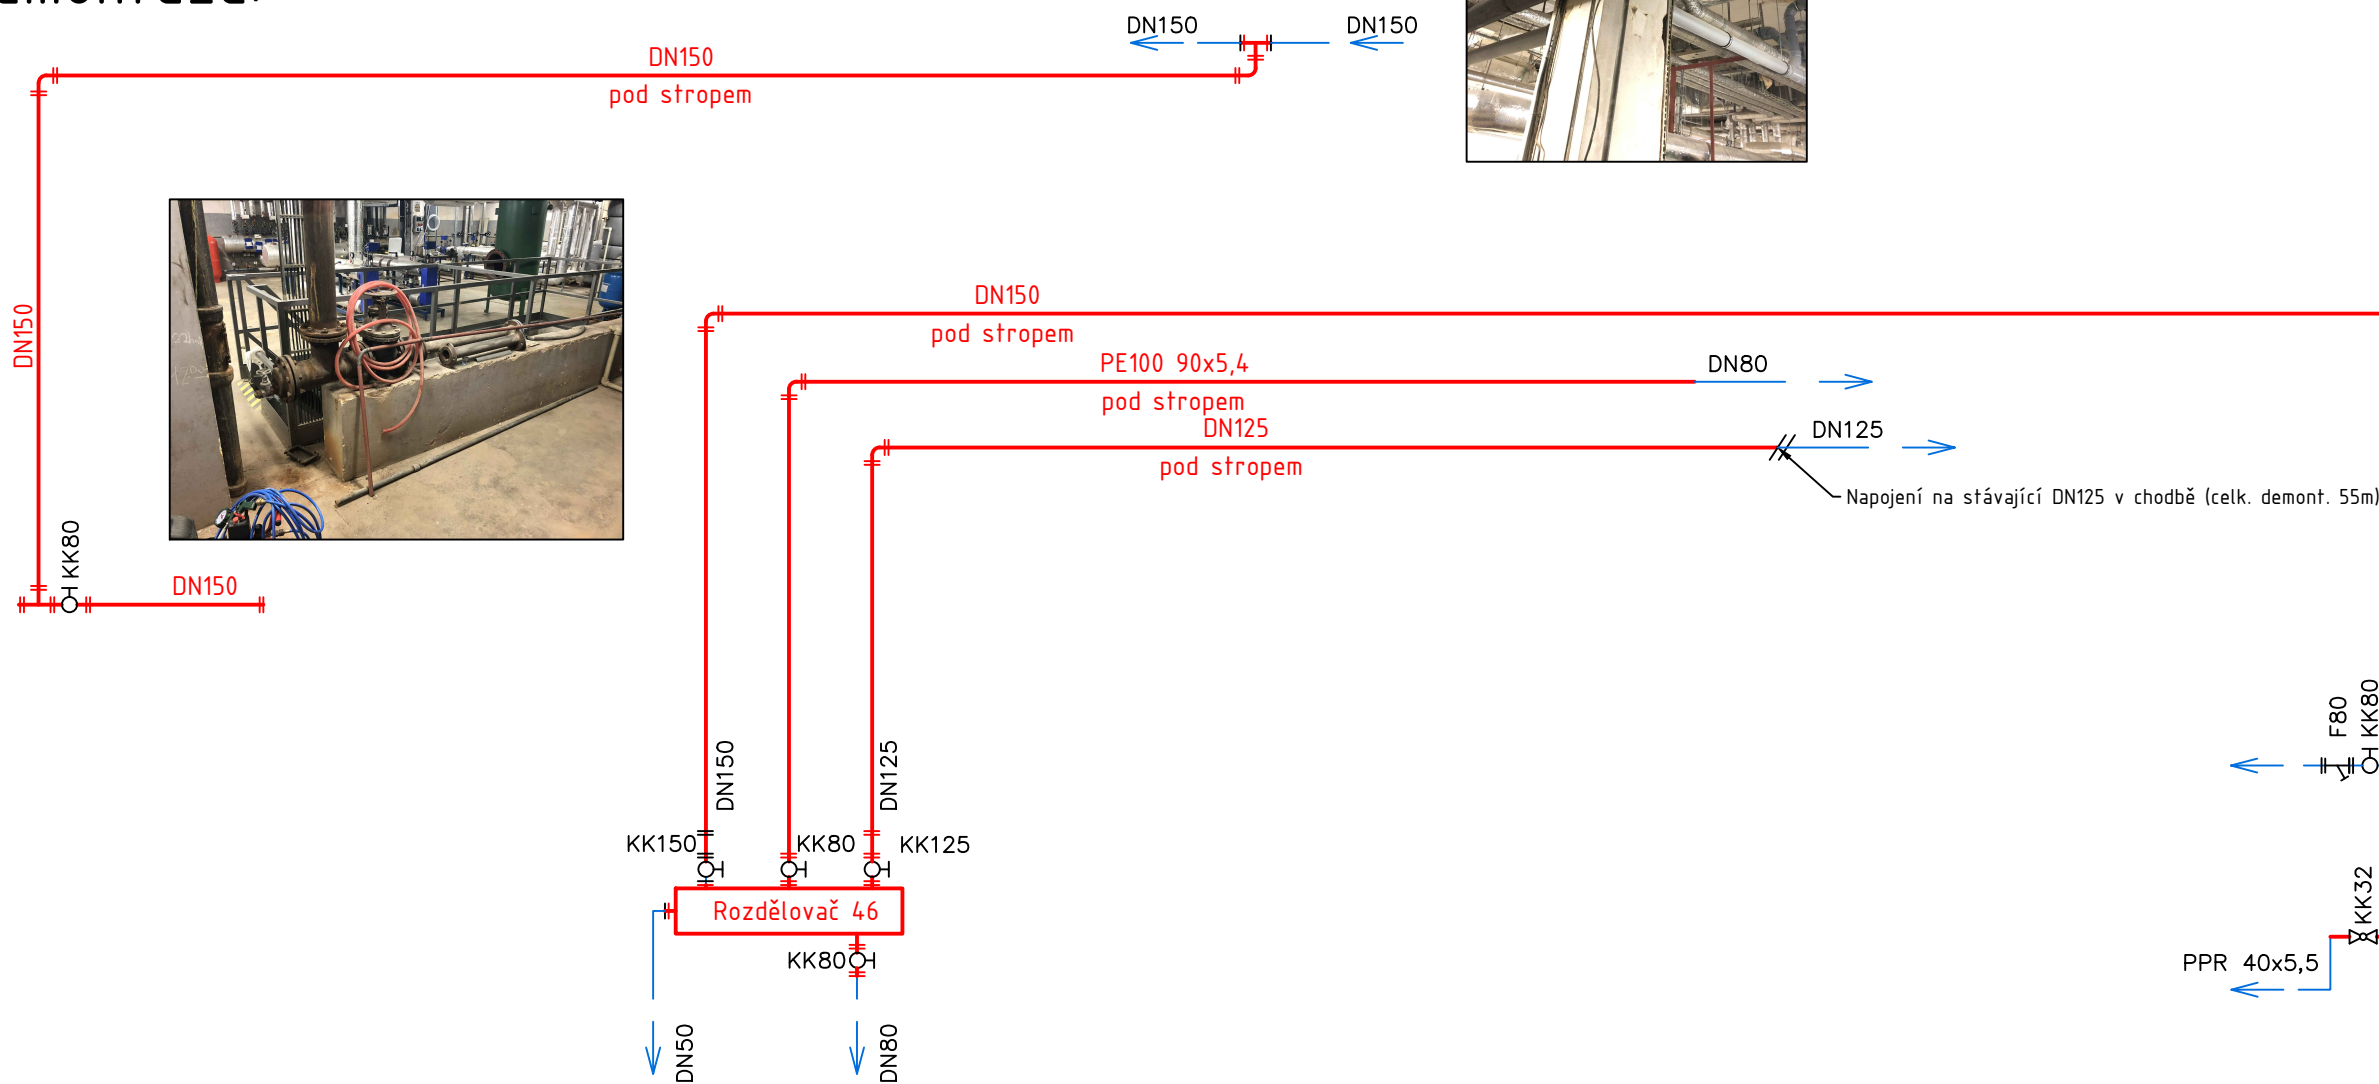 DN150
DN150
DN150
pod stropem
DN150
pod stropem
PE100 90x5,4
DN80
pod stropem
DN125
DN125
pod stropem
Napojení na stávající DN125 v chodbě (celk. demont. 55m)
DN150
KK80
DN150
F80
KK80
DN150
DN125
KK150
KK80
KK125
Rozdělovač 46
KK32
KK80
PPR 40x5,5
DN50
DN80